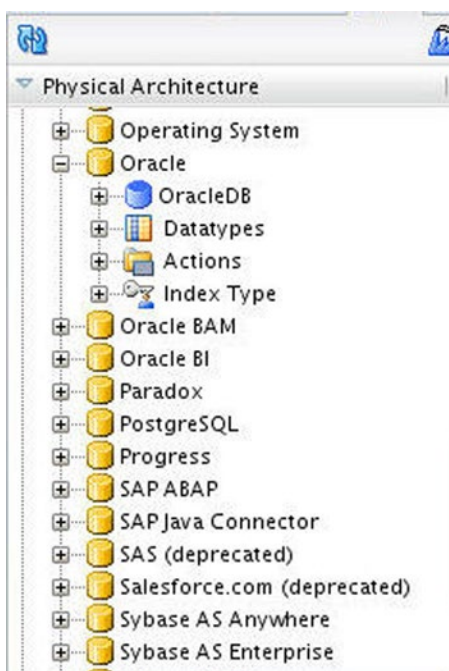 Physical Architecture
Operating System
Oracle
OracleDB
Datatypes
Actions
Index Type
Oracle BAM
Oracle BI
Paradox
PostgreSQL
Progress
SAP ABAP
SAP Java Connector
SAS (deprecated)
Salesforce.com (deprecated)
Sybase AS Anywhere
Sybase AS Enterprise